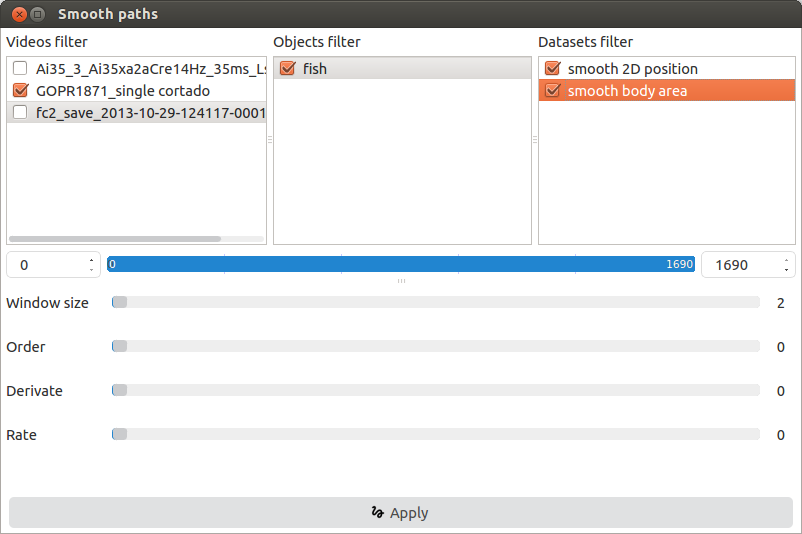 Smooth paths
Videos filter
Objects filter
Datasets filter
Ai35_3_Ai35xa2aCre14Hz_35ms_Ls
fish
smooth 2D position
GOPR1871_single cortado
smooth body area
fc2_save_2013-10-29-124117-0001
0
0
1690
1690
Window size
2
Order
0
Derivate
0
Rate
0
Apply